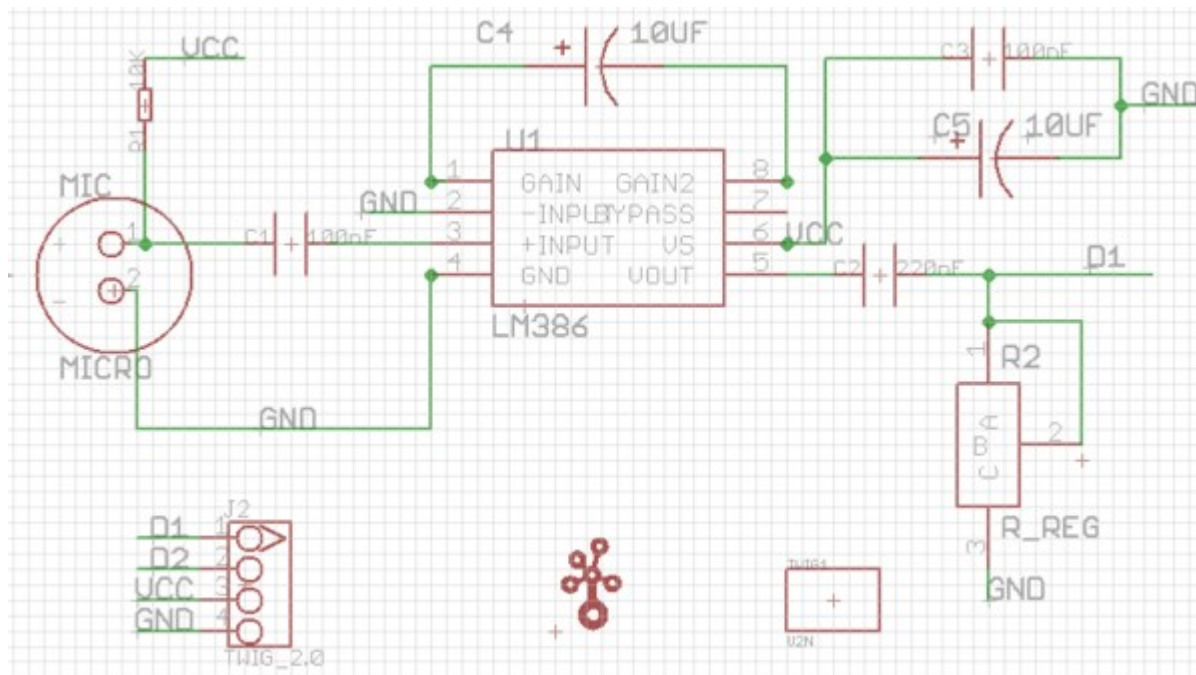 VCC
10K
R1
MIC
+
1
2
-
MICRO
C1 100nF
GND
GND
C4 + 10UF
U1
1 GAIN GAIN2 8
2 -INPUT BYPASS 7
3 +INPUT VS 6
4 GND VOUT 5
LM386
VCC
C3 100nF
GND
C5 + 10UF
C2 220nF
D1
1
R2
A
B
C
2
R_REG
3
GND
J2
D1 1
D2 2
VCC 3
GND 4
TWIG_2.0
TWIG1
V2N